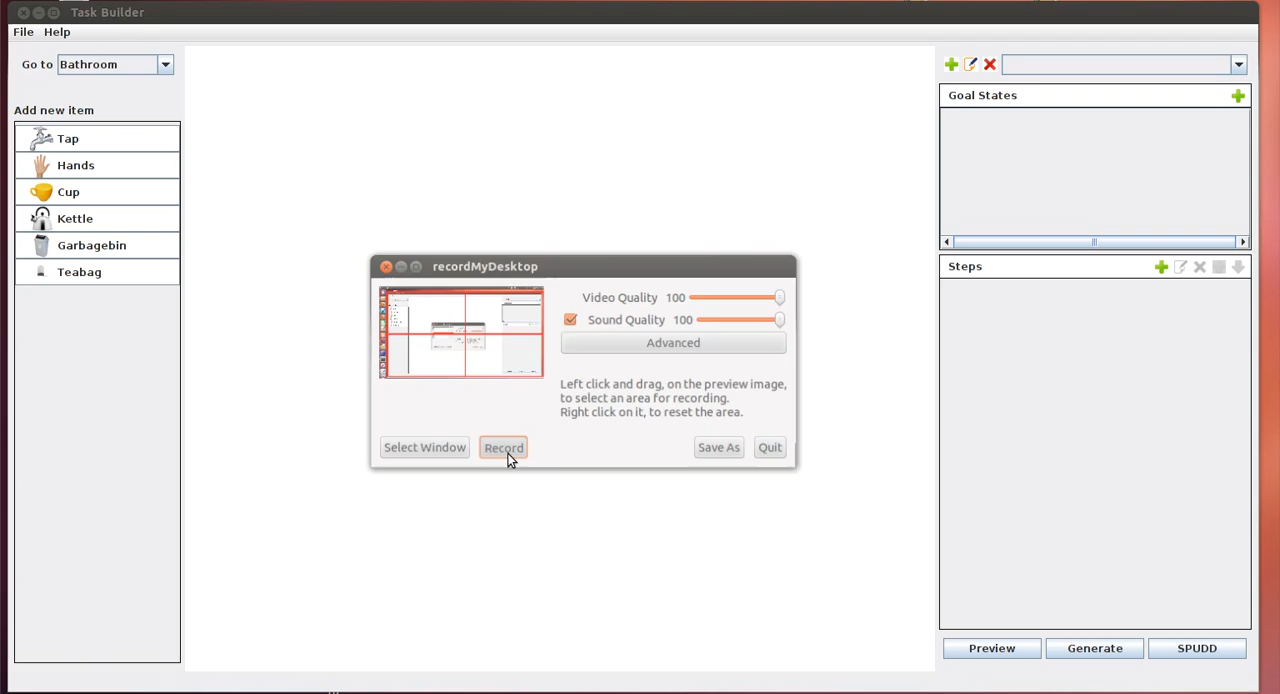 Task Builder
File Help
Go to Bathroom
Add new item
Tap
Hands
Cup
Kettle
Garbagebin
Teabag
recordMyDesktop
Video Quality 100
Sound Quality 100
Advanced
Left click and drag, on the preview image,
to select an area for recording.
Right click on it, to reset the area.
Select Window Record Save As Quit
Goal States
Steps
Preview Generate SPUDD